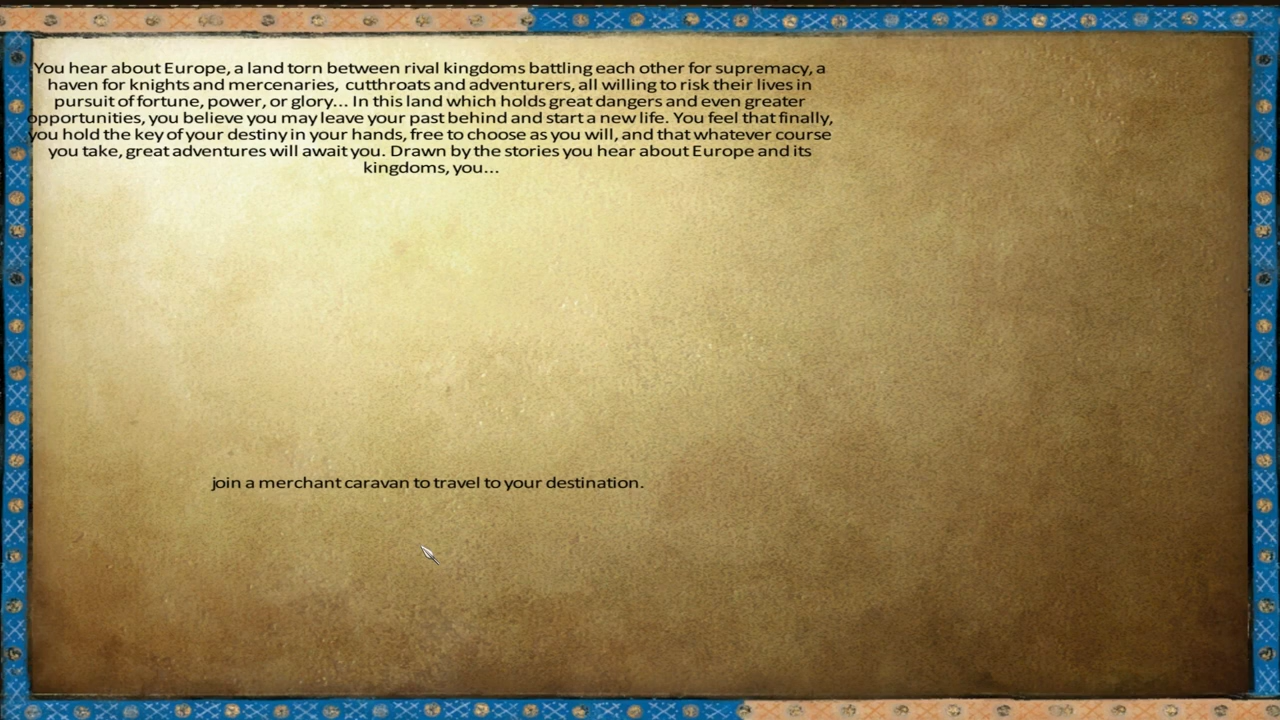 You hear about Europe, a land torn between rival kingdoms battling each other for supremacy, a
haven for knights and mercenaries,  cutthroats and adventurers, all willing to risk their lives in
pursuit of fortune, power, or glory... In this land which holds great dangers and even greater
opportunities, you believe you may leave your past behind and start a new life. You feel that finally,
you hold the key of your destiny in your hands, free to choose as you will, and that whatever course
you take, great adventures will await you. Drawn by the stories you hear about Europe and its
kingdoms, you...
join a merchant caravan to travel to your destination.